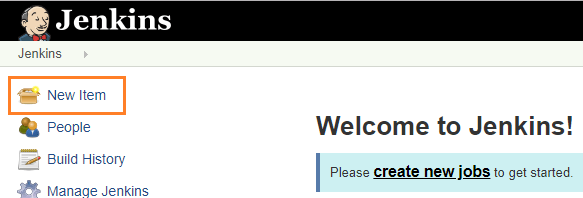 Jenkins
Jenkins
New Item
People
Build History
Manage Jenkins
Welcome to Jenkins!
Please create new jobs to get started.